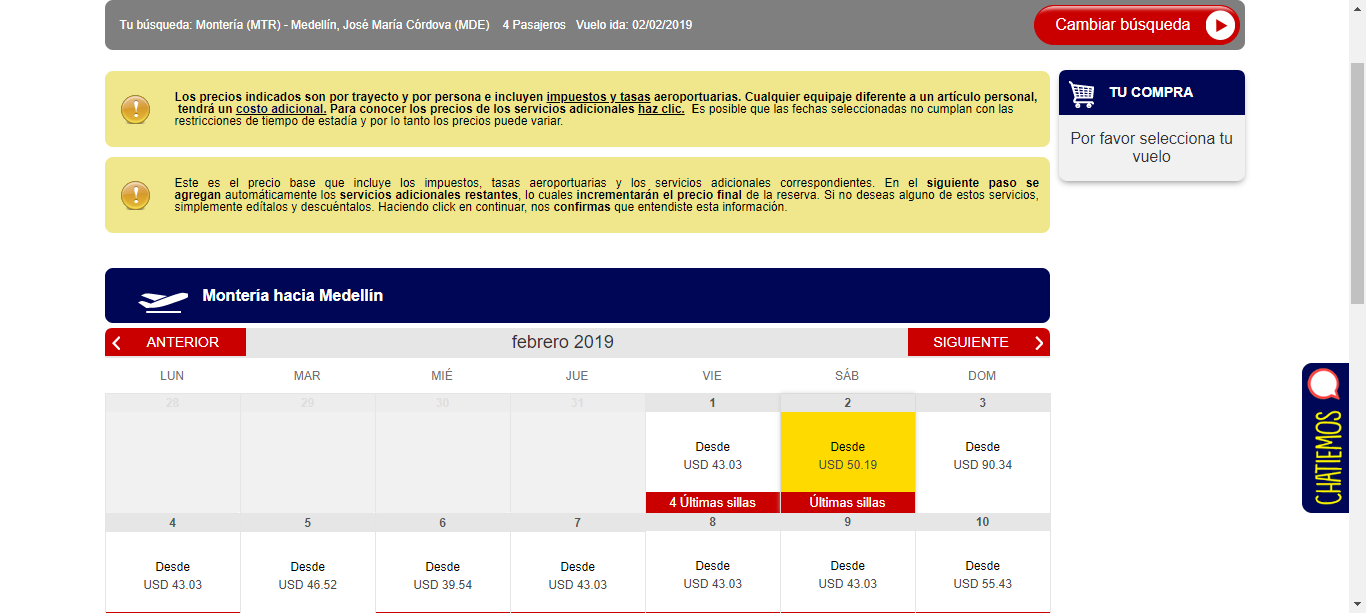 Tu búsqueda: Montería (MTR) - Medellín, José María Córdova (MDE) 4 Pasajeros Vuelo ida: 02/02/2019
Cambiar búsqueda
Los precios indicados son por trayecto y por persona e incluyen impuestos y tasas aeroportuarias. Cualquier equipaje diferente a un artículo personal,
tendrá un costo adicional. Para conocer los precios de los servicios adicionales haz clic. Es posible que las fechas seleccionadas no cumplan con las
restricciones de tiempo de estadía y por lo tanto los precios puede variar.
TU COMPRA
Por favor selecciona tu
vuelo
Este es el precio base que incluye los impuestos, tasas aeroportuarias y los servicios adicionales correspondientes. En el siguiente paso se
agregan automáticamente los servicios adicionales restantes, lo cuales incrementarán el precio final de la reserva. Si no deseas alguno de estos servicios,
simplemente edítalos y descuéntalos. Haciendo click en continuar, nos confirmas que entendiste esta información.
Montería hacia Medellín
ANTERIOR febrero 2019 SIGUIENTE
LUN MAR MIÉ JUE VIE SÁB DOM
28 29 30 31 1 2 3
Desde Desde Desde
USD 43.03 USD 50.19 USD 90.34
4 Últimas sillas Últimas sillas
4 5 6 7 8 9 10
Desde Desde Desde Desde Desde Desde Desde
USD 43.03 USD 46.52 USD 39.54 USD 43.03 USD 43.03 USD 43.03 USD 55.43
CHATIEMOS